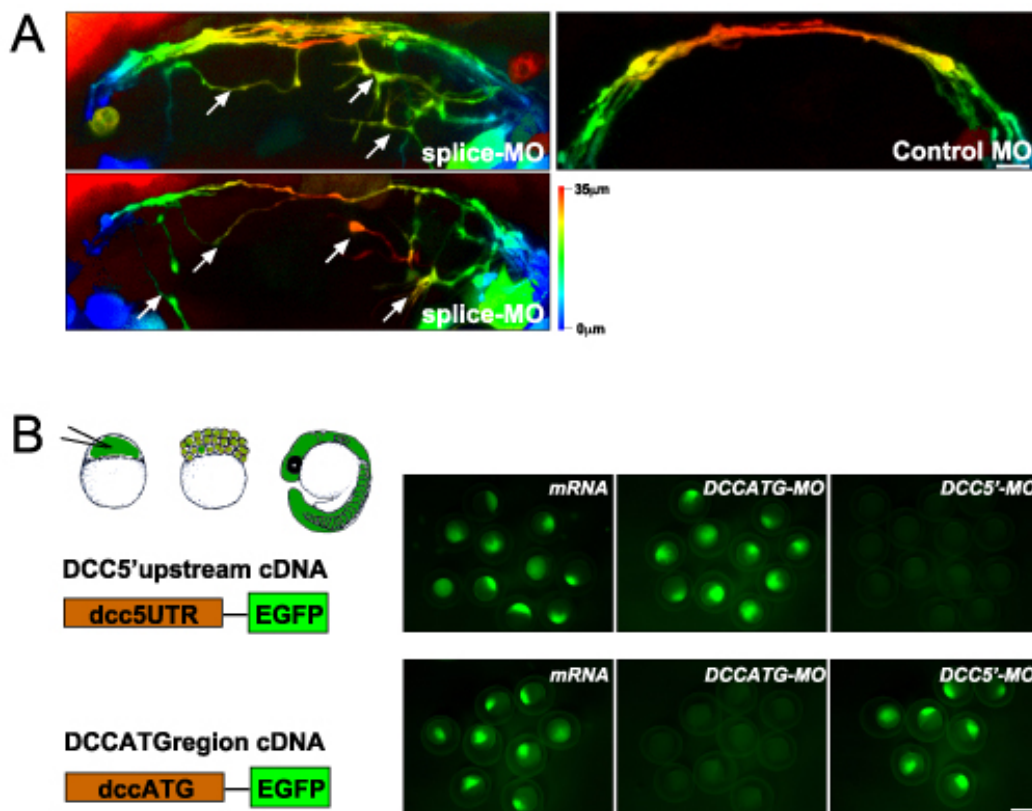 A
splice-MO
Control MO
splice-MO
35μm
0μm
B
DCC5'upstream cDNA
dcc5UTR
EGFP
mRNA
DCCATG-MO
DCC5'-MO
DCCATGregion cDNA
dccATG
EGFP
mRNA
DCCATG-MO
DCC5'-MO